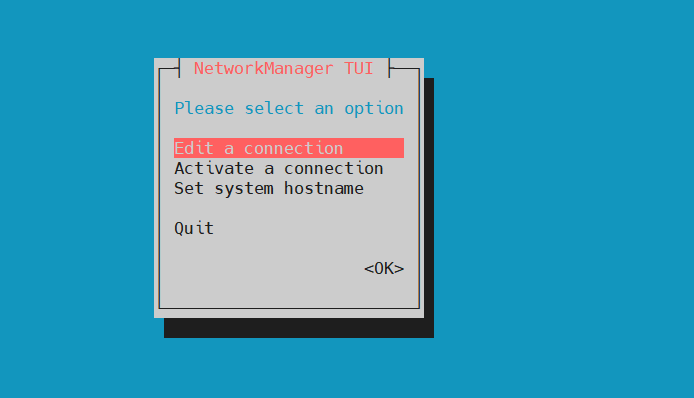 NetworkManager TUI
Please select an option
Edit a connection
Activate a connection
Set system hostname
Quit
<OK>